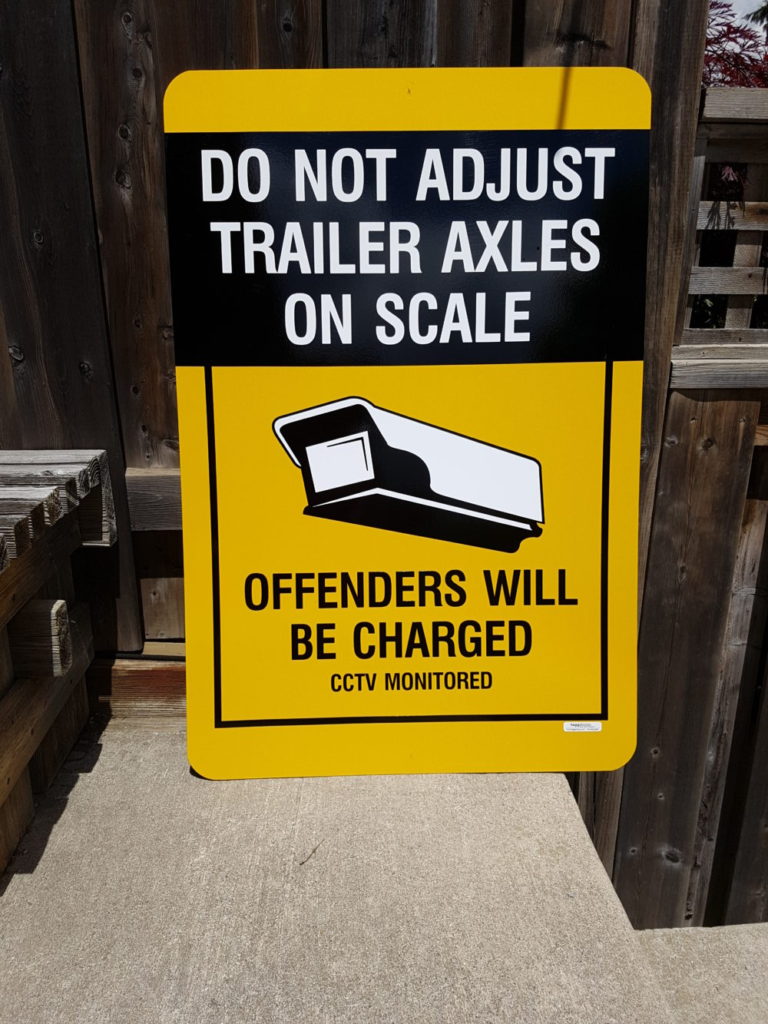 DO NOT ADJUST
TRAILER AXLES
ON SCALE
OFFENDERS WILL
BE CHARGED
CCTV MONITORED